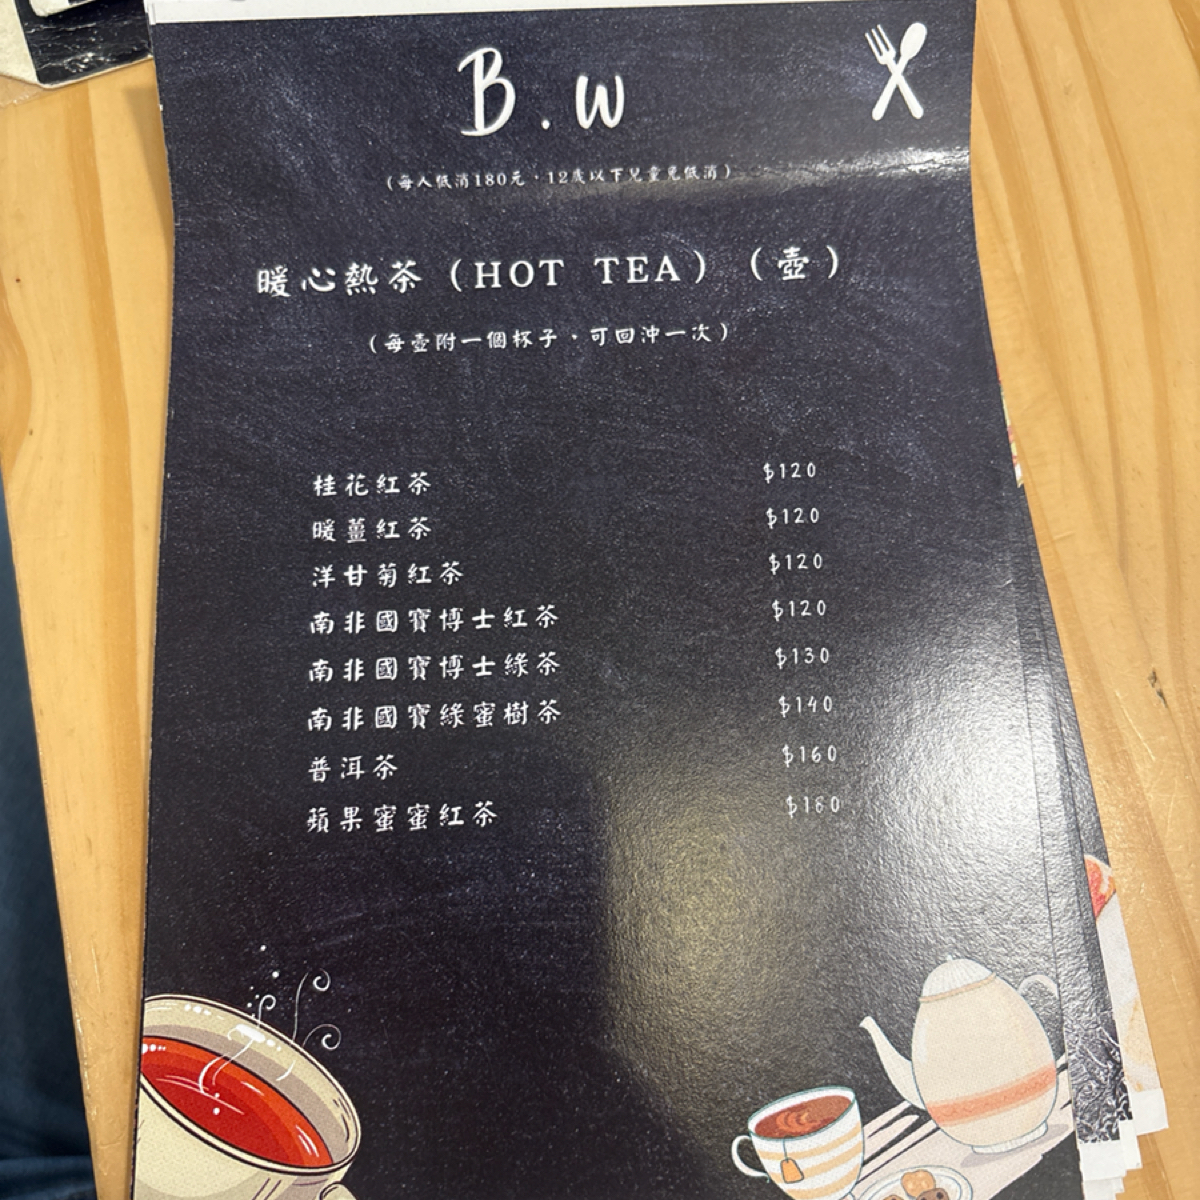 B.w
(每人低消180元，12歲以下兒童免低消)
暖心熱茶（HOT TEA）（壺）
(每壺附一個杯子，可回沖一次)
桂花紅茶 $120
暖薑紅茶 $120
洋甘菊紅茶 $120
南非國寶博士紅茶 $120
南非國寶博士綠茶 $130
南非國寶綠蜜樹茶 $140
普洱茶 $160
蘋果蜜蜜紅茶